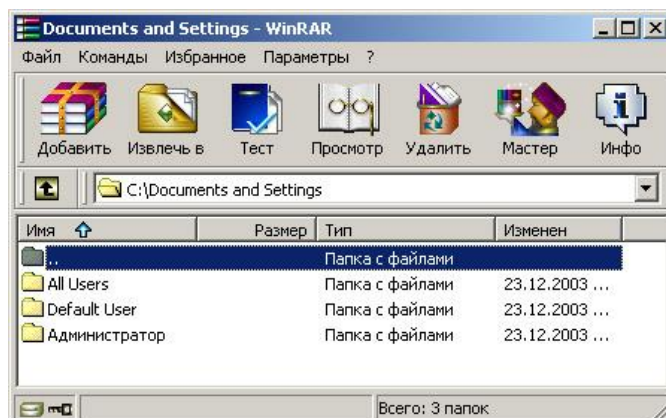 Documents and Settings - WinRAR
Файл Команды Избранное Параметры ?
Добавить Извлечь в Тест Просмотр Удалить Мастер Инфо
C:\Documents and Settings
Имя Размер Тип Изменен
.. Папка с файлами
All Users Папка с файлами 23.12.2003 ...
Default User Папка с файлами 23.12.2003 ...
Администратор Папка с файлами 23.12.2003 ...
Всего: 3 папок